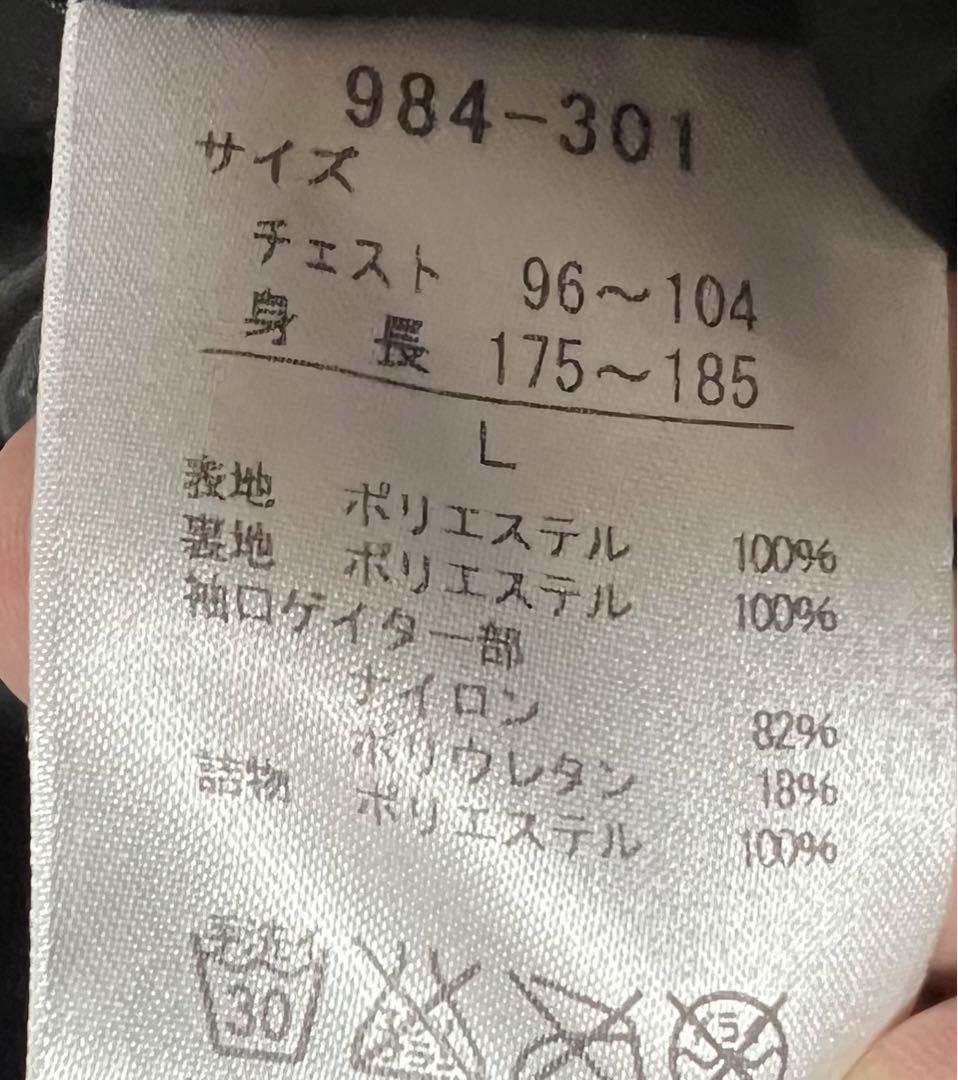 984-301
サイズ
チェスト 96～104
身 長 175～185
L
表地 ポリエステル 100%
裏地 ポリエステル 100%
袖口ゲイター部
ナイロン 82%
ポリウレタン 18%
詰物 ポリエステル 100%
手洗イ
30